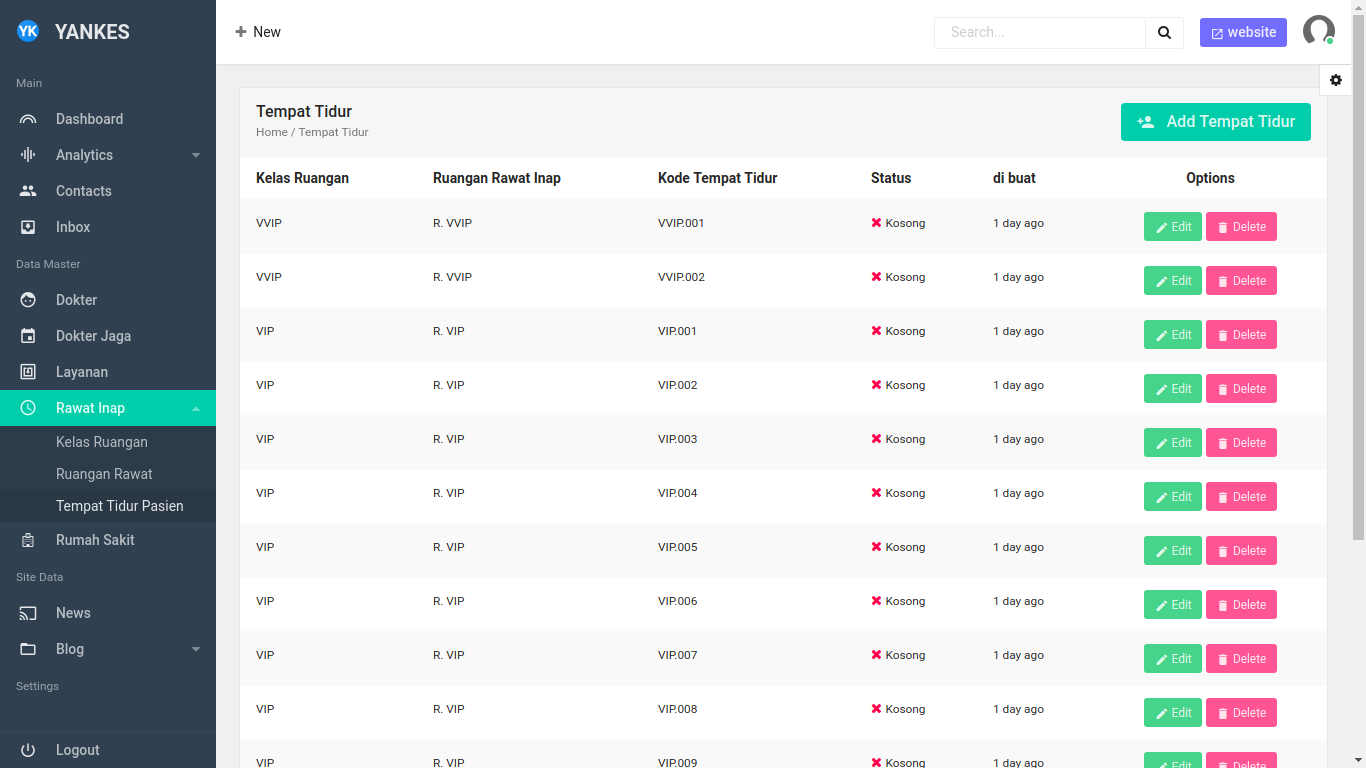 YK YANKES
New
Search...
website
Main
Dashboard
Analytics
Contacts
Inbox
Data Master
Dokter
Dokter Jaga
Layanan
Rawat Inap
Kelas Ruangan
Ruangan Rawat
Tempat Tidur Pasien
Rumah Sakit
Site Data
News
Blog
Settings
Logout
Tempat Tidur
Home / Tempat Tidur
Add Tempat Tidur
Kelas Ruangan Ruangan Rawat Inap Kode Tempat Tidur Status di buat Options
VVIP R. VVIP VVIP.001 Kosong 1 day ago Edit Delete
VVIP R. VVIP VVIP.002 Kosong 1 day ago Edit Delete
VIP R. VIP VIP.001 Kosong 1 day ago Edit Delete
VIP R. VIP VIP.002 Kosong 1 day ago Edit Delete
VIP R. VIP VIP.003 Kosong 1 day ago Edit Delete
VIP R. VIP VIP.004 Kosong 1 day ago Edit Delete
VIP R. VIP VIP.005 Kosong 1 day ago Edit Delete
VIP R. VIP VIP.006 Kosong 1 day ago Edit Delete
VIP R. VIP VIP.007 Kosong 1 day ago Edit Delete
VIP R. VIP VIP.008 Kosong 1 day ago Edit Delete
VIP R. VIP VIP.009 Kosong 1 day ago Edit Delete